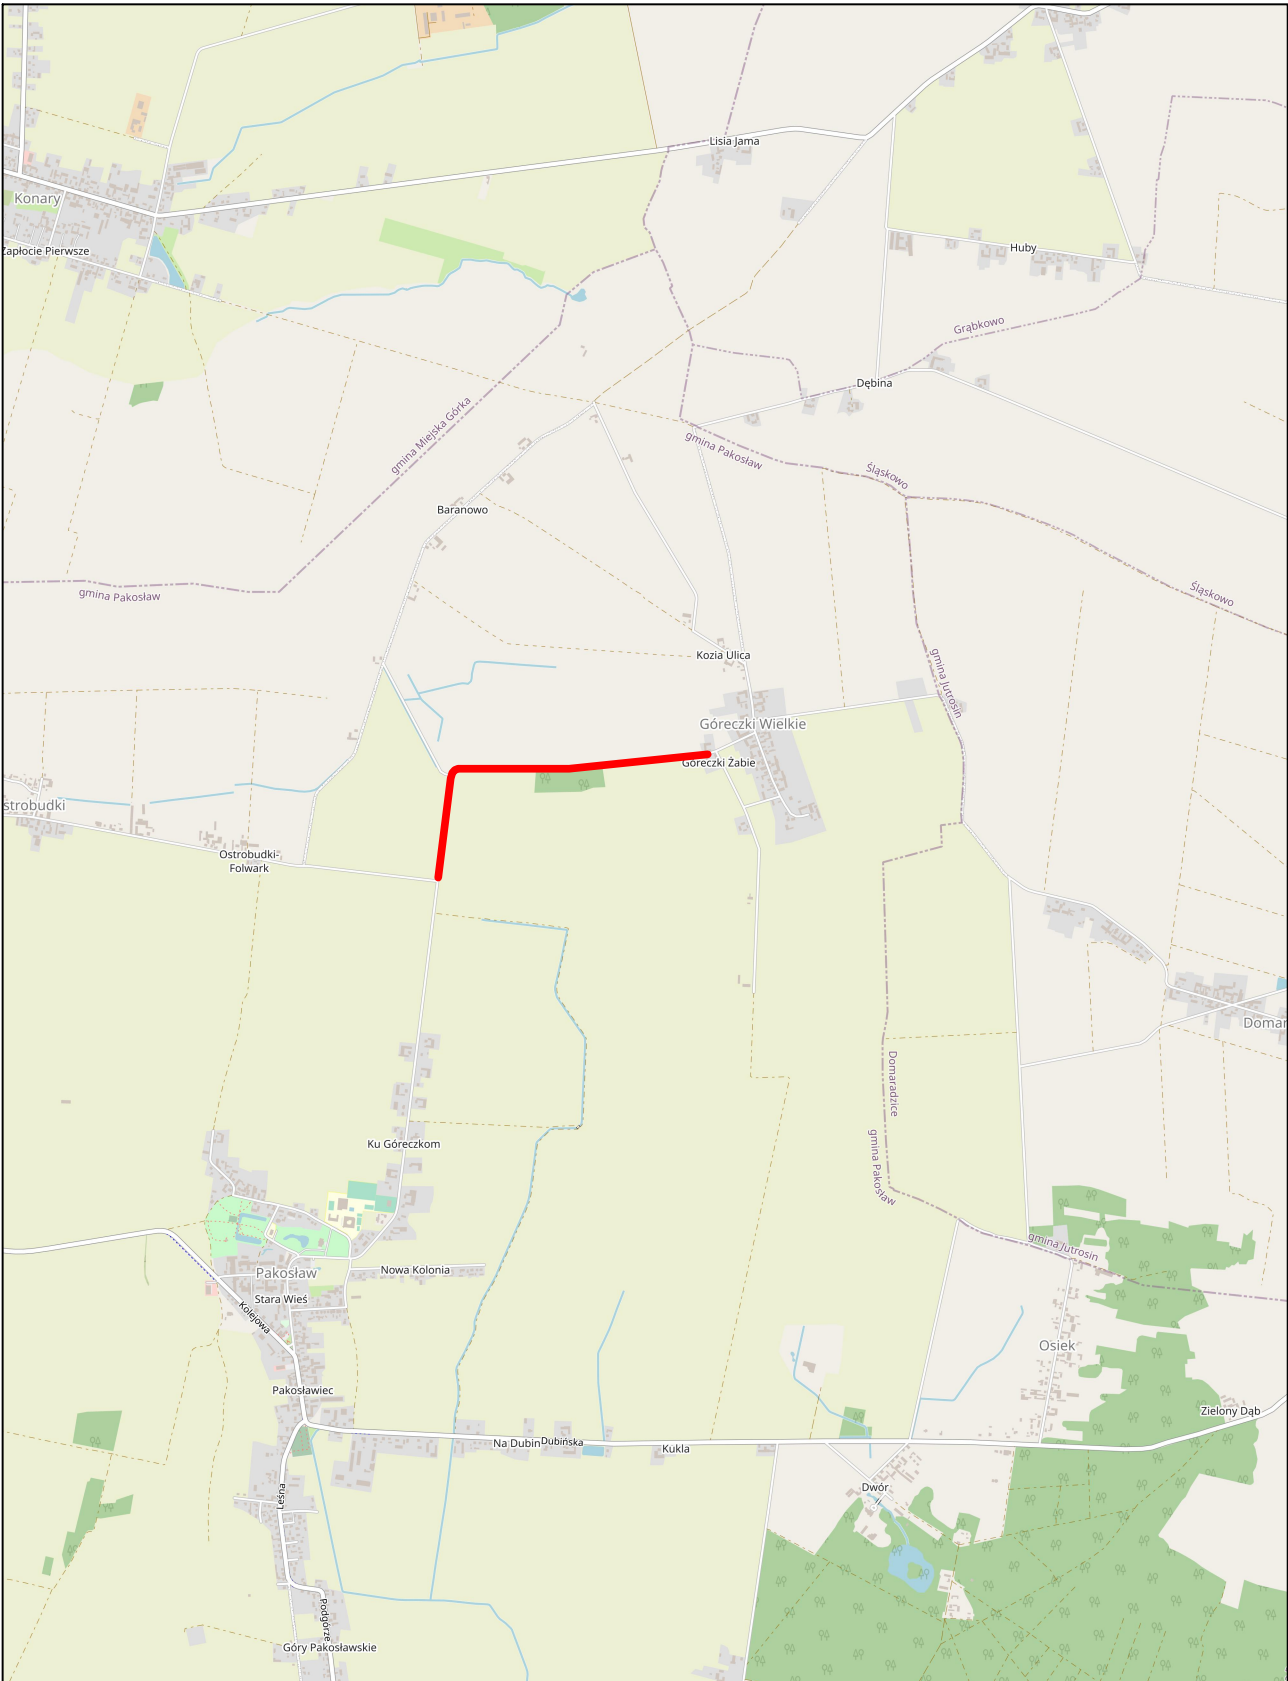 Lisia Jama
Konary
Zapłocie Pierwsze
Huby
Grąbkowo
Dębina
gmina Miejska Górka
gmina Pakosław
Śląskowo
Baranowo
gmina Pakosław
Śląskowo
Kozia Ulica
gmina Jutrosin
Góreczki Wielkie
Góreczki Żabie
strobudki
Ostrobudki-
Folwark
Domar
Domaradzice
gmina Pakosław
Ku Góreczkom
gmina Jutrosin
Nowa Kolonia
Pakosław
Stara Wieś
Kolejowa
Osiek
Pakosławiec
Zielony Dąb
Na Dubin
Dubińska
Kukla
Dwór
Leśna
Podgórze
Góry Pakosławskie